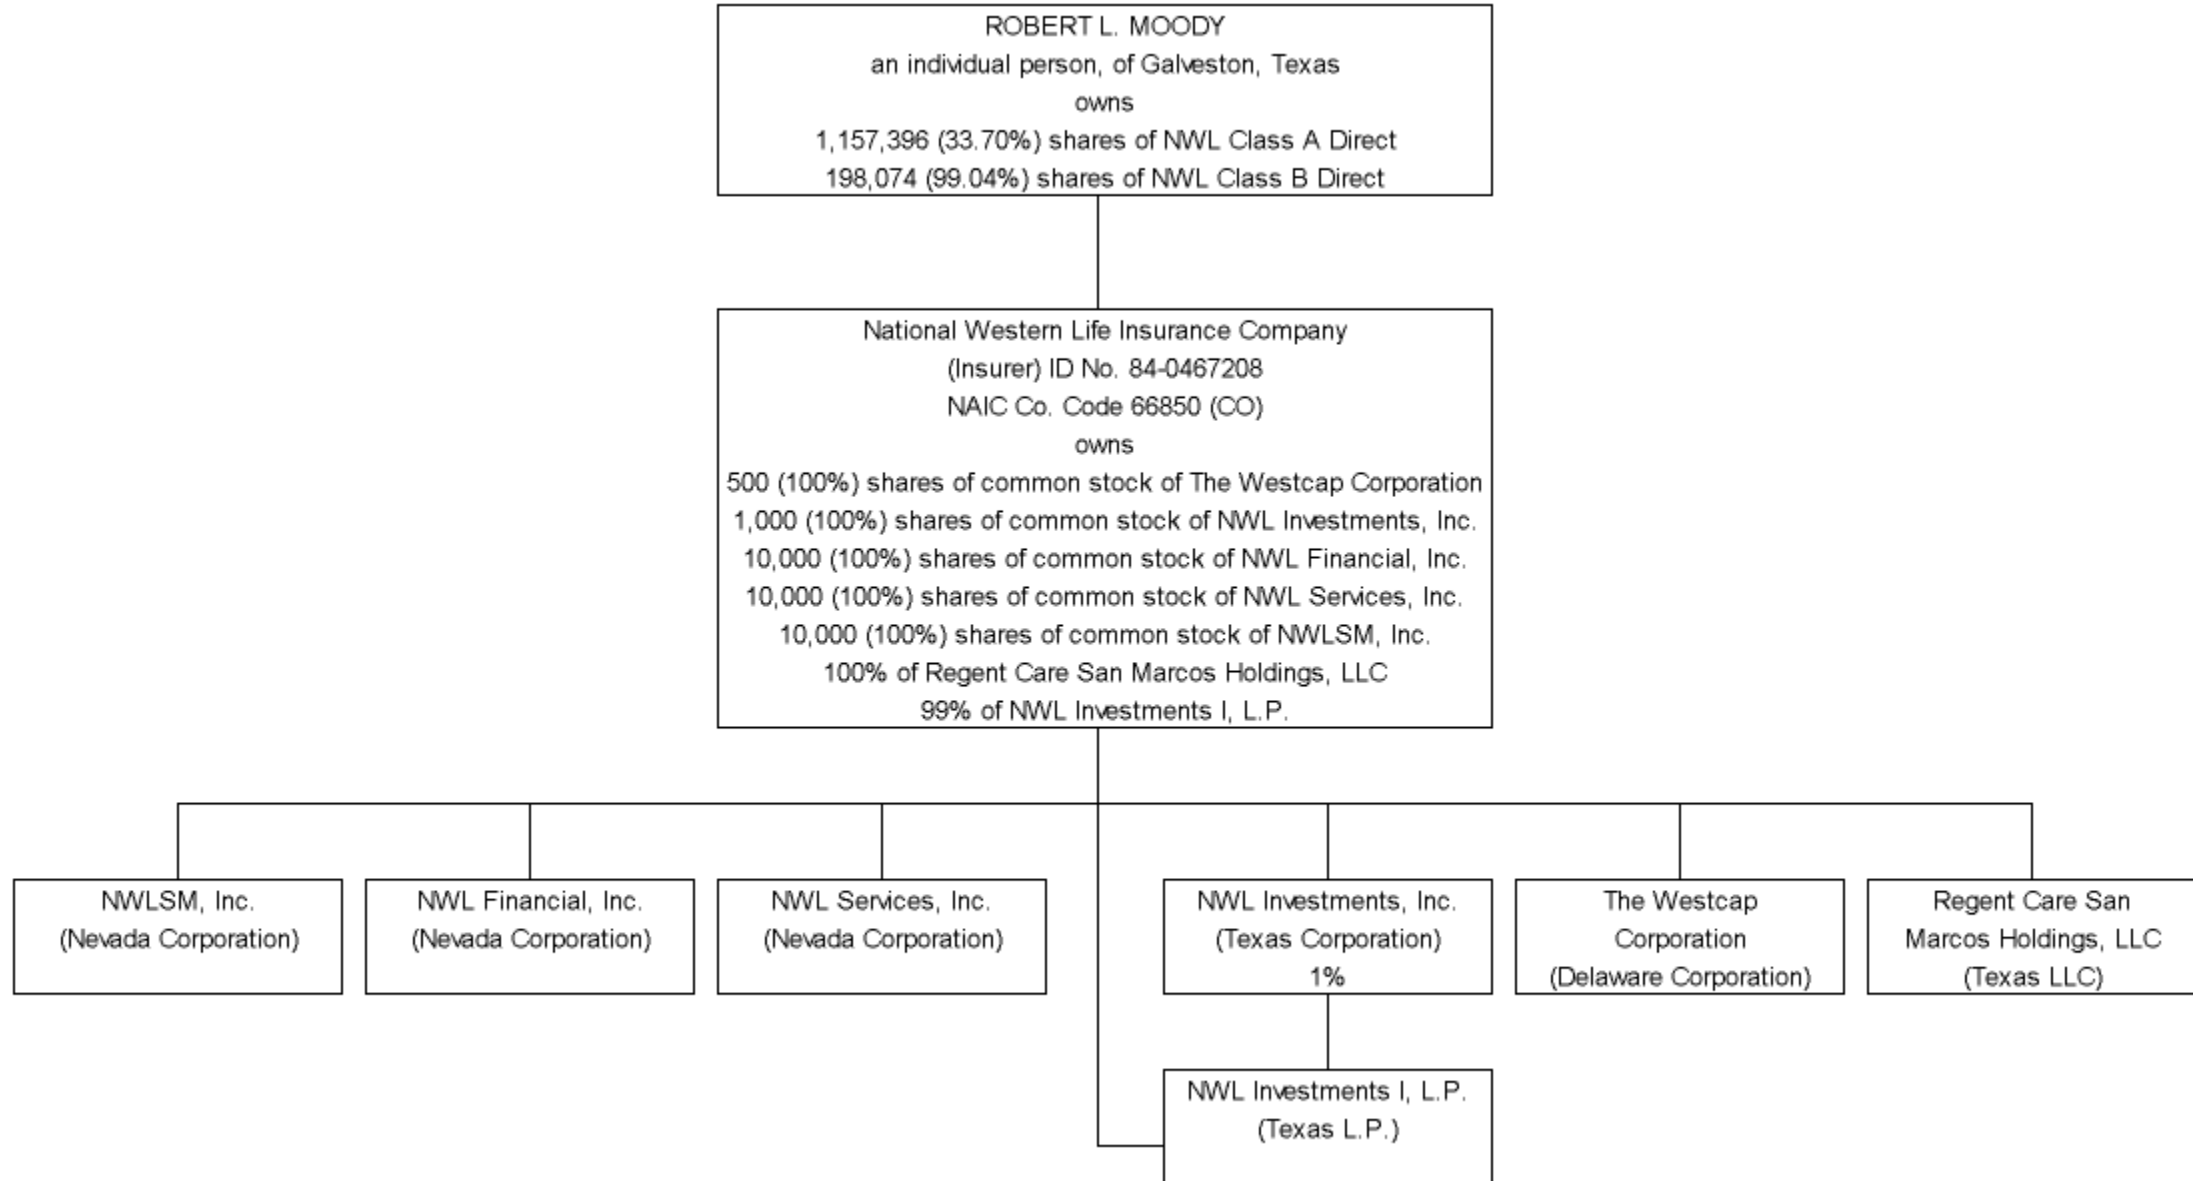 ROBERT L. MOODY
an individual person, of Galveston, Texas
owns
1,157,396 (33.70%) shares of NWL Class A Direct
198,074 (99.04%) shares of NWL Class B Direct
National Western Life Insurance Company
(Insurer) ID No. 84-0467208
NAIC Co. Code 66850 (CO)
owns
500 (100%) shares of common stock of The Westcap Corporation
1,000 (100%) shares of common stock of NWL Investments, Inc.
10,000 (100%) shares of common stock of NWL Financial, Inc.
10,000 (100%) shares of common stock of NWL Services, Inc.
10,000 (100%) shares of common stock of NWLSM, Inc.
100% of Regent Care San Marcos Holdings, LLC
99% of NWL Investments I, L.P.
NWLSM, Inc.
(Nevada Corporation)
NWL Financial, Inc.
(Nevada Corporation)
NWL Services, Inc.
(Nevada Corporation)
NWL Investments, Inc.
(Texas Corporation)
1%
The Westcap
Corporation
(Delaware Corporation)
Regent Care San
Marcos Holdings, LLC
(Texas LLC)
NWL Investments I, L.P.
(Texas L.P.)